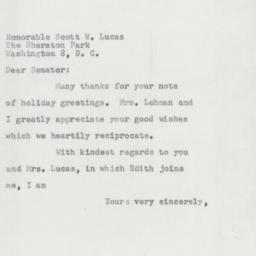 Honorable Scott W. Lucas
The Sheraton Park
Washington 8, D. C.
Dear Senator:
Many thanks for your note
of holiday greetings. Mrs. Lehman and
I greatly appreciate your good wishes
which we heartily reciprocate.
With kindest regards to you
and Mrs. Lucas, in which Edith joins
me, I am
Yours very sincerely,